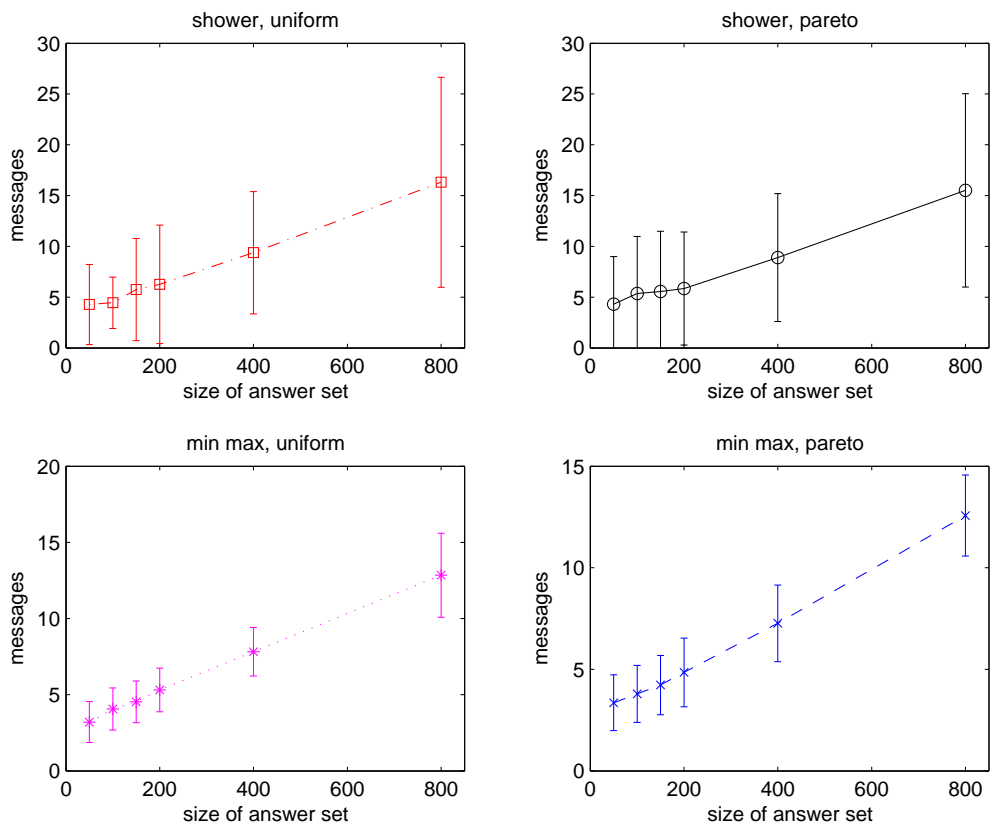 shower, uniform
30
25
20
15
10
5
0
messages
0 200 400 600 800
size of answer set
shower, pareto
30
25
20
15
10
5
0
messages
0 200 400 600 800
size of answer set
min max, uniform
20
15
10
5
0
messages
0 200 400 600 800
size of answer set
min max, pareto
15
10
5
0
messages
0 200 400 600 800
size of answer set